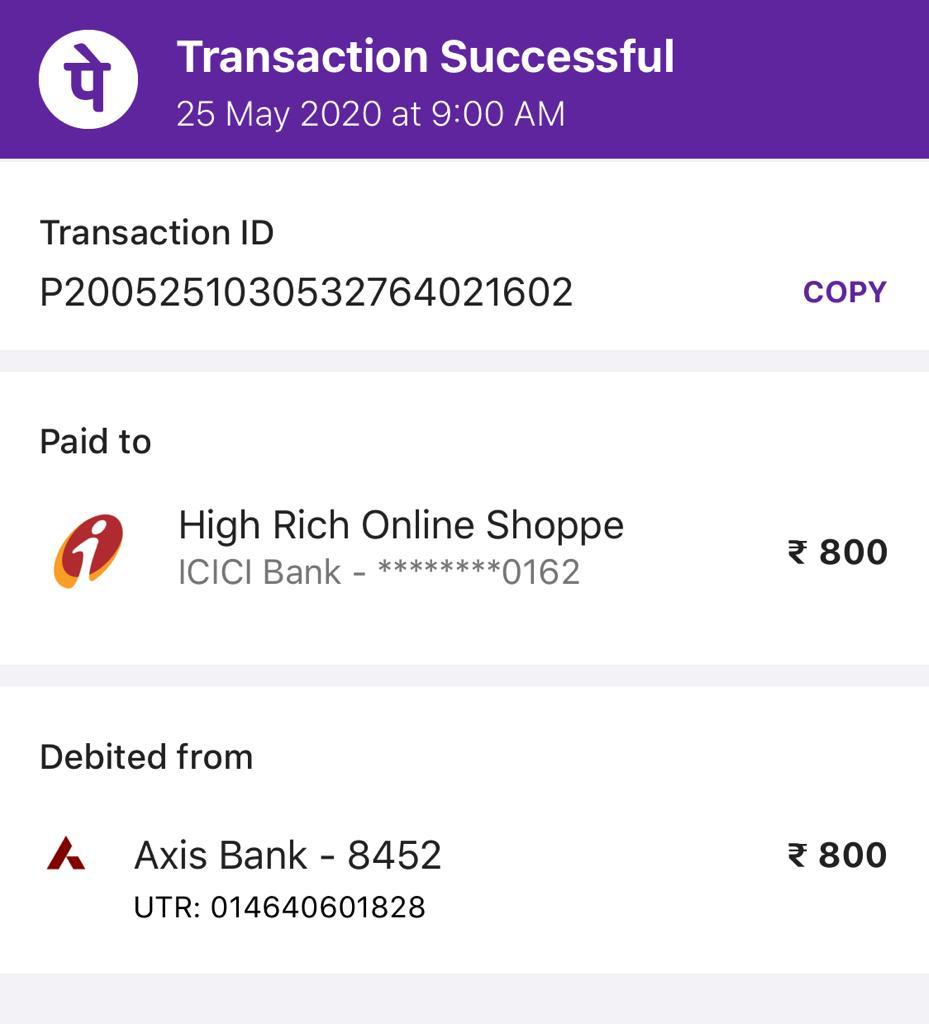 पे
Transaction Successful
25 May 2020 at 9:00 AM
Transaction ID
P2005251030532764021602
COPY
Paid to
High Rich Online Shoppe
ICICI Bank - ********0162
₹ 800
Debited from
Axis Bank - 8452
₹ 800
UTR: 014640601828